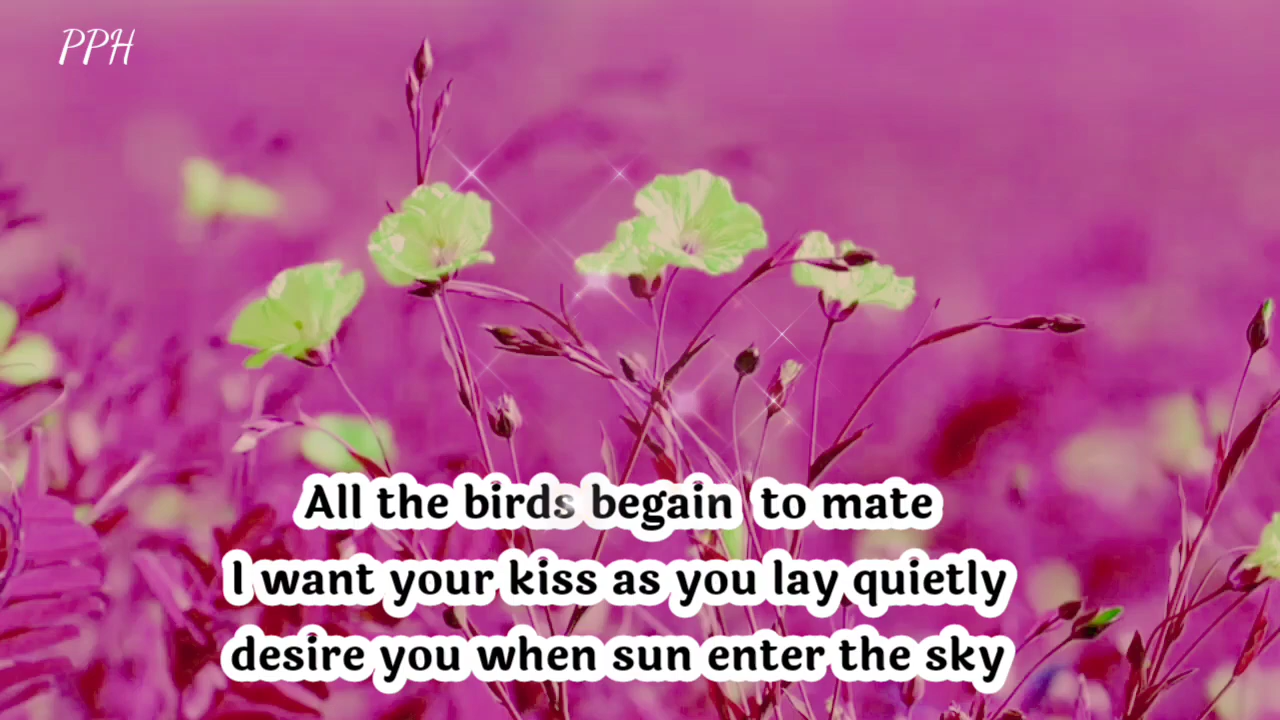 PPH
All the birds begain to mate
I want your kiss as you lay quietly
desire you when sun enter the sky